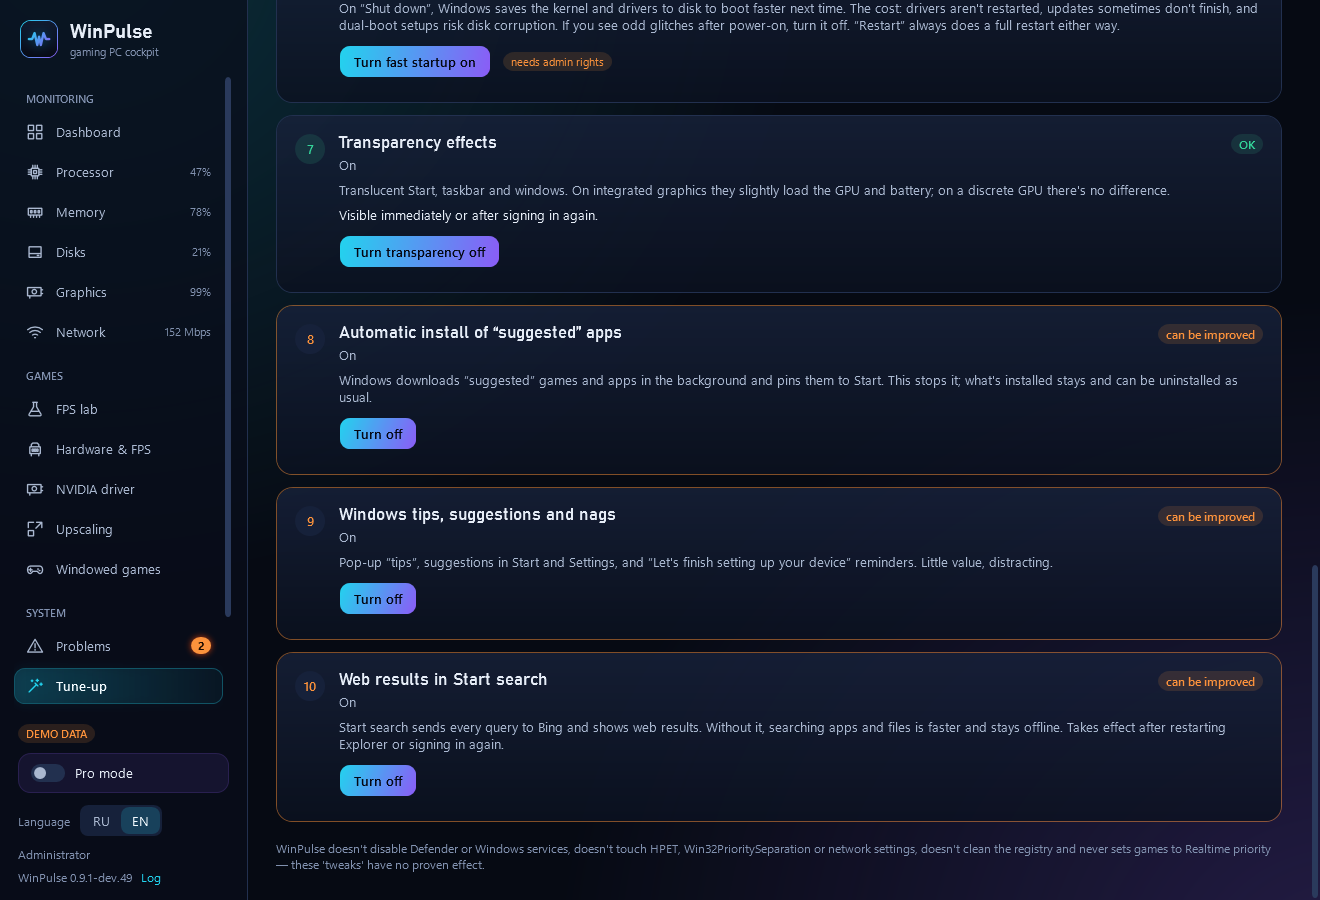 WinPulse
gaming PC cockpit
MONITORING
Dashboard
Processor 47%
Memory 78%
Disks 21%
Graphics 99%
Network 152 Mbps
GAMES
FPS lab
Hardware & FPS
NVIDIA driver
Upscaling
Windowed games
SYSTEM
Problems 2
Tune-up
DEMO DATA
Pro mode
Language RU EN
Administrator
WinPulse 0.9.1-dev.49 Log
On “Shut down”, Windows saves the kernel and drivers to disk to boot faster next time. The cost: drivers aren't restarted, updates sometimes don't finish, and
dual-boot setups risk disk corruption. If you see odd glitches after power-on, turn it off. “Restart” always does a full restart either way.
Turn fast startup on needs admin rights
7 Transparency effects OK
On
Translucent Start, taskbar and windows. On integrated graphics they slightly load the GPU and battery; on a discrete GPU there's no difference.
Visible immediately or after signing in again.
Turn transparency off
8 Automatic install of “suggested” apps can be improved
On
Windows downloads “suggested” games and apps in the background and pins them to Start. This stops it; what's installed stays and can be uninstalled as
usual.
Turn off
9 Windows tips, suggestions and nags can be improved
On
Pop-up “tips”, suggestions in Start and Settings, and “Let's finish setting up your device” reminders. Little value, distracting.
Turn off
10 Web results in Start search can be improved
On
Start search sends every query to Bing and shows web results. Without it, searching apps and files is faster and stays offline. Takes effect after restarting
Explorer or signing in again.
Turn off
WinPulse doesn't disable Defender or Windows services, doesn't touch HPET, Win32PrioritySeparation or network settings, doesn't clean the registry and never sets games to Realtime priority
— these 'tweaks' have no proven effect.